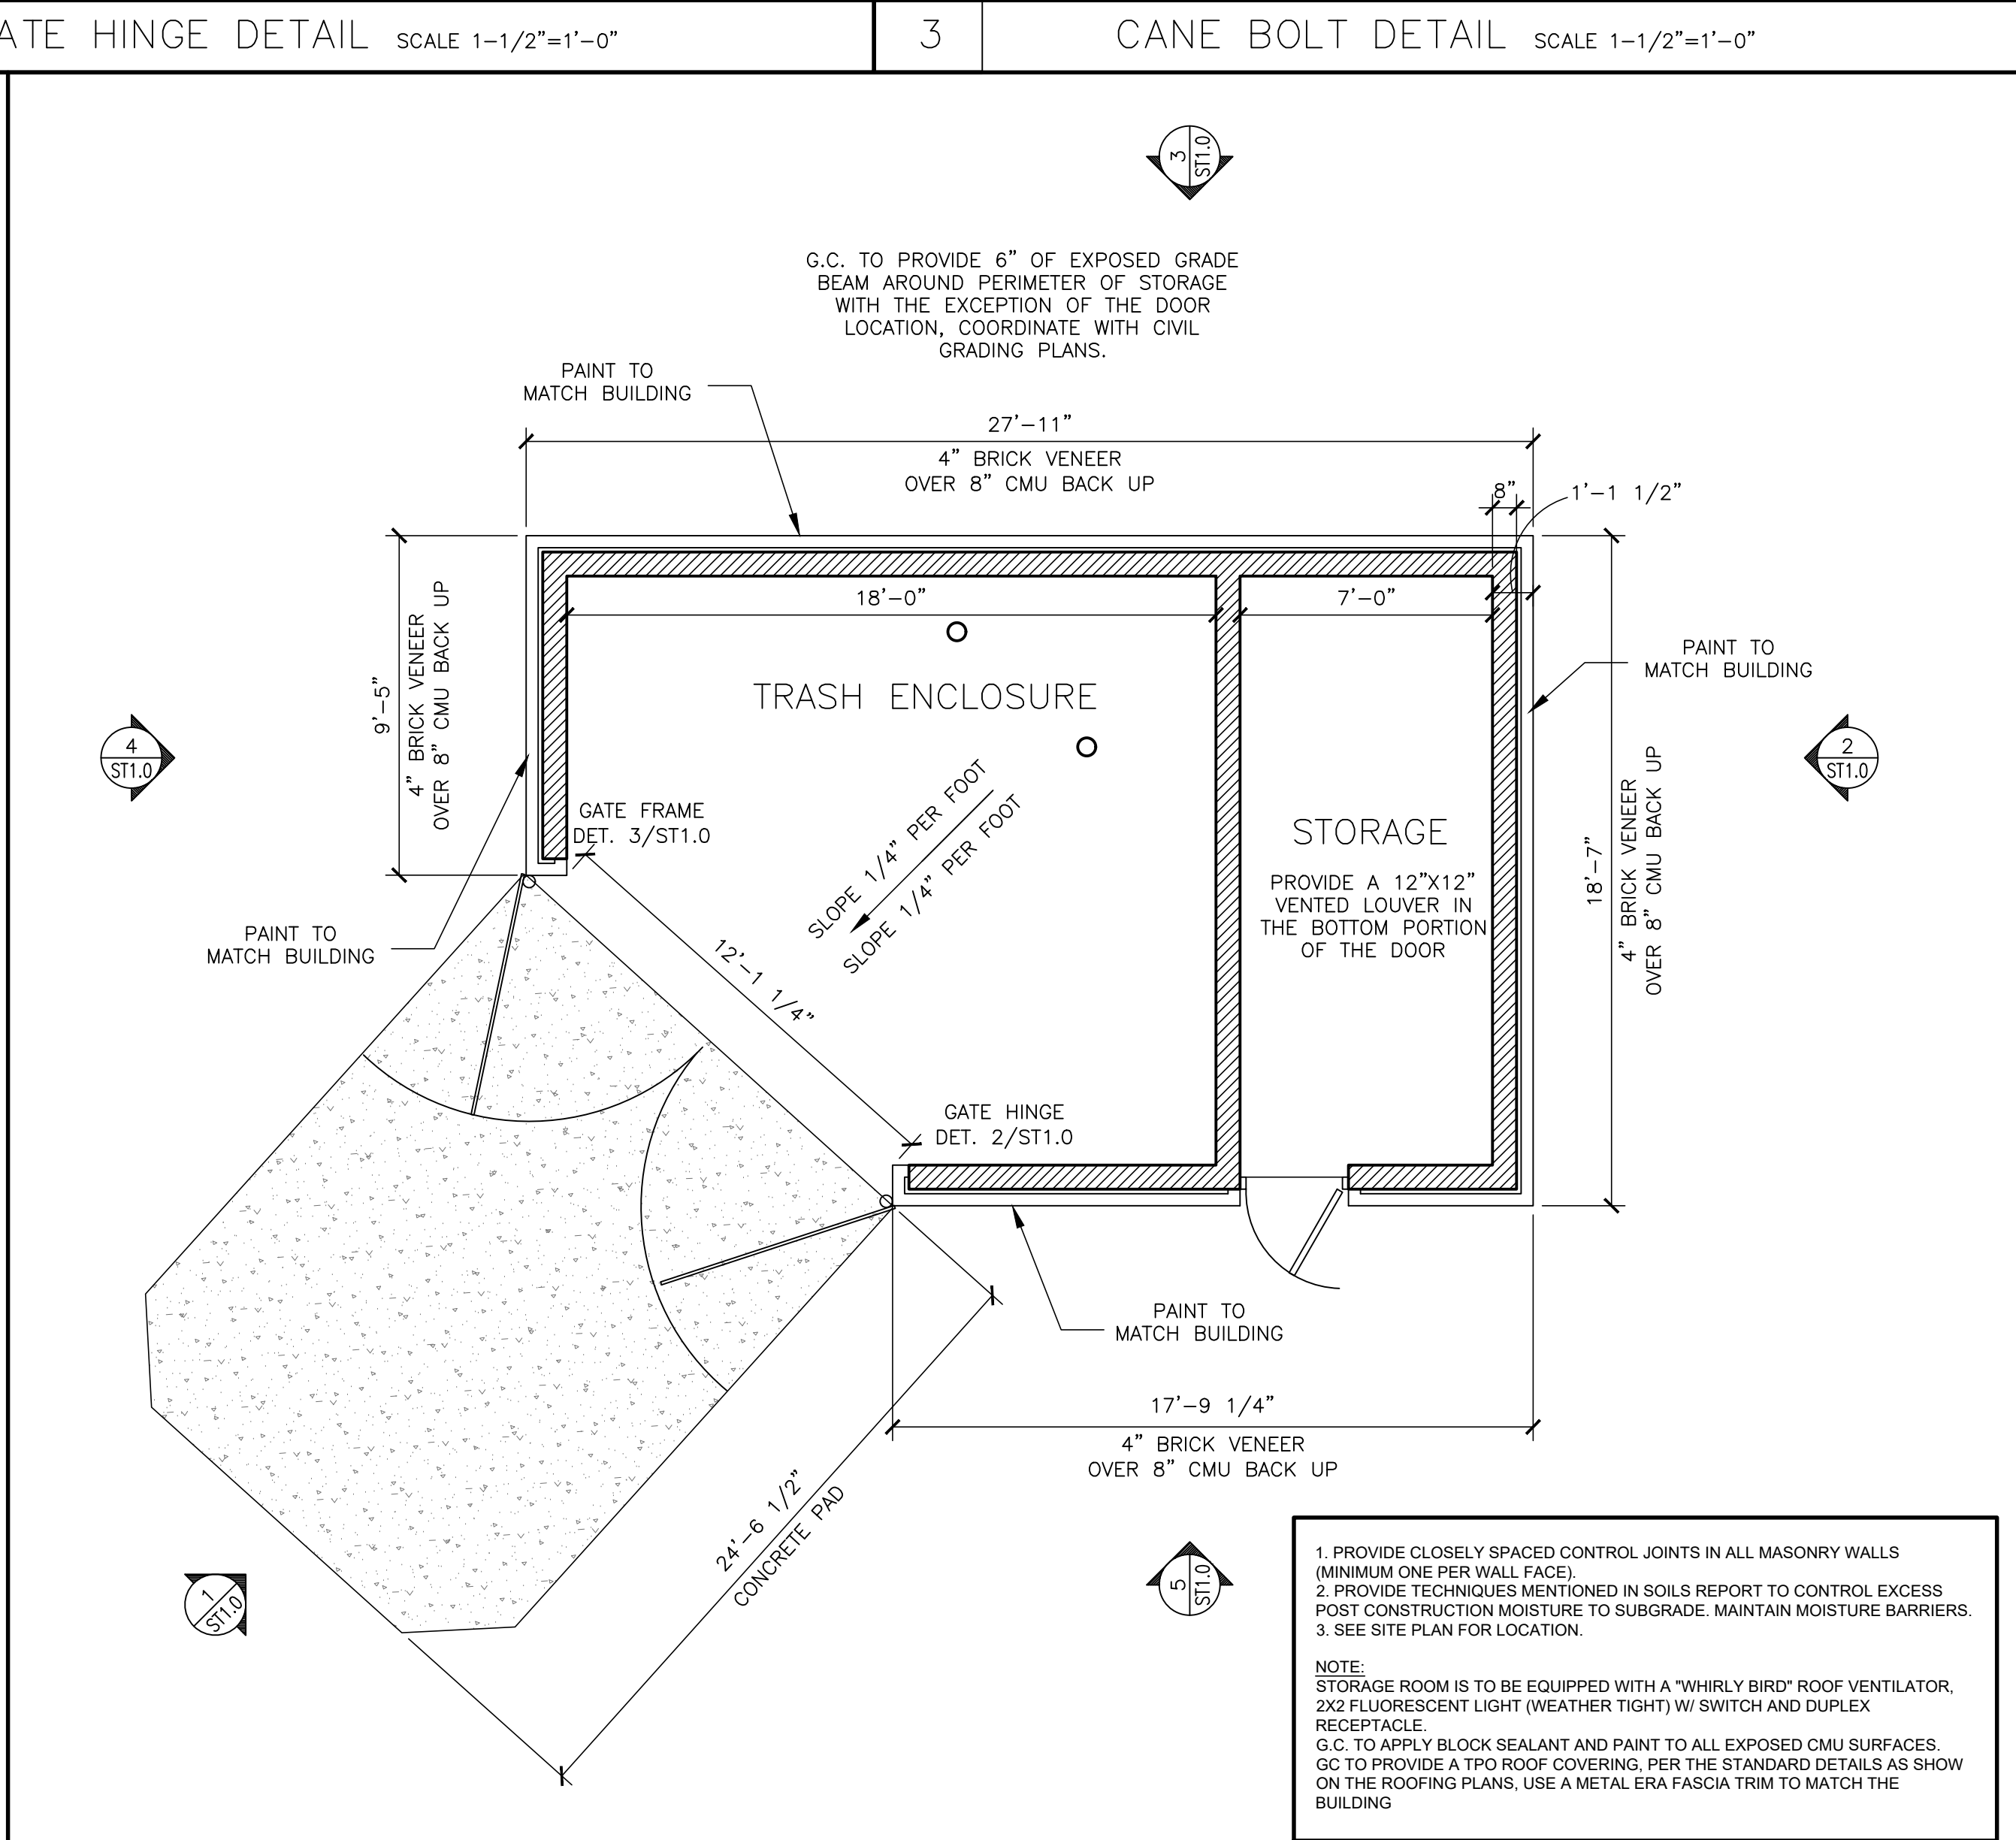 ATE HINGE DETAIL SCALE 1-1/2"=1'-0"
3
CANE BOLT DETAIL SCALE 1-1/2"=1'-0"
3
ST1.0
G.C. TO PROVIDE 6" OF EXPOSED GRADE
BEAM AROUND PERIMETER OF STORAGE
WITH THE EXCEPTION OF THE DOOR
LOCATION, COORDINATE WITH CIVIL
GRADING PLANS.
PAINT TO
MATCH BUILDING
27'-11"
4" BRICK VENEER
OVER 8" CMU BACK UP
8"
1'-1 1/2"
18'-0"
7'-0"
9'-5"
4" BRICK VENEER
OVER 8" CMU BACK UP
TRASH ENCLOSURE
PAINT TO
MATCH BUILDING
4
ST1.0
2
ST1.0
GATE FRAME
DET. 3/ST1.0
SLOPE 1/4" PER FOOT
SLOPE 1/4" PER FOOT
STORAGE
PROVIDE A 12"X12"
VENTED LOUVER IN
THE BOTTOM PORTION
OF THE DOOR
18'-7"
4" BRICK VENEER
OVER 8" CMU BACK UP
PAINT TO
MATCH BUILDING
12'-1 1/4"
GATE HINGE
DET. 2/ST1.0
PAINT TO
MATCH BUILDING
17'-9 1/4"
4" BRICK VENEER
OVER 8" CMU BACK UP
24'-6 1/2"
CONCRETE PAD
1
ST1.0
5
ST1.0
1. PROVIDE CLOSELY SPACED CONTROL JOINTS IN ALL MASONRY WALLS
(MINIMUM ONE PER WALL FACE).
2. PROVIDE TECHNIQUES MENTIONED IN SOILS REPORT TO CONTROL EXCESS
POST CONSTRUCTION MOISTURE TO SUBGRADE. MAINTAIN MOISTURE BARRIERS.
3. SEE SITE PLAN FOR LOCATION.
NOTE:
STORAGE ROOM IS TO BE EQUIPPED WITH A "WHIRLY BIRD" ROOF VENTILATOR,
2X2 FLUORESCENT LIGHT (WEATHER TIGHT) W/ SWITCH AND DUPLEX
RECEPTACLE.
G.C. TO APPLY BLOCK SEALANT AND PAINT TO ALL EXPOSED CMU SURFACES.
GC TO PROVIDE A TPO ROOF COVERING, PER THE STANDARD DETAILS AS SHOW
ON THE ROOFING PLANS, USE A METAL ERA FASCIA TRIM TO MATCH THE
BUILDING